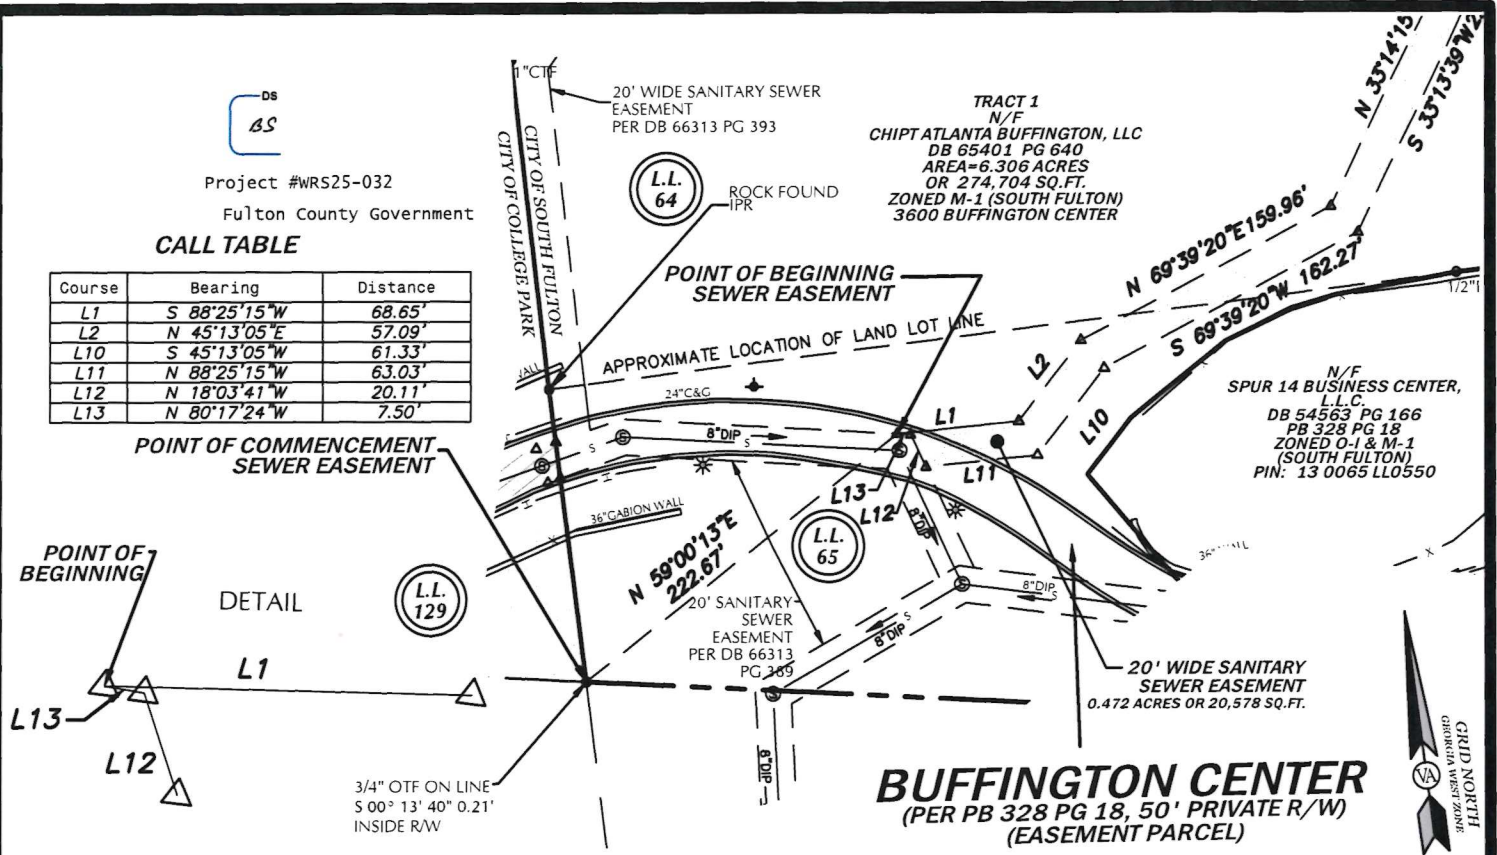 DS
BS
Project #WRS25-032
Fulton County Government
CALL TABLE
Course Bearing Distance
L1 S 88°25'15"W 68.65'
L2 N 45°13'05"E 57.09'
L10 S 45°13'05"W 61.33'
L11 N 88°25'15"W 63.03'
L12 N 18°03'41"W 20.11'
L13 N 80°17'24"W 7.50'
1"CTF
20' WIDE SANITARY SEWER
EASEMENT
PER DB 66313 PG 393
CITY OF SOUTH FULTON
CITY OF COLLEGE PARK
L.L.
64
ROCK FOUND
IPR
TRACT 1
N/F
CHIPT ATLANTA BUFFINGTON, LLC
DB 65401 PG 640
AREA=6.306 ACRES
OR 274,704 SQ.FT.
ZONED M-1 (SOUTH FULTON)
3600 BUFFINGTON CENTER
N 33°14'15
S 33°13'39"W2
N 69°39'20"E159.96'
S 69°39'20"W 162.27'
POINT OF BEGINNING
SEWER EASEMENT
APPROXIMATE LOCATION OF LAND LOT LINE
24"C&G
8"DIP
S
S
L1
L2
L10
L11
L13
L12
8"DIP
N/F
SPUR 14 BUSINESS CENTER,
L.L.C.
DB 54563 PG 166
PB 328 PG 18
ZONED O-I & M-1
(SOUTH FULTON)
PIN: 13 0065 LL0550
POINT OF COMMENCEMENT
SEWER EASEMENT
36"GABION WALL
L.L.
65
N 59°00'13"E
222.67'
20' SANITARY
SEWER
EASEMENT
PER DB 66313
PG 389
8"DIP
S
8"DIP
S
8"DIP
POINT OF
BEGINNING
DETAIL
L.L.
129
L1
L13
L12
3/4" OTF ON LINE
S 00° 13' 40" 0.21'
INSIDE R/W
20' WIDE SANITARY
SEWER EASEMENT
0.472 ACRES OR 20,578 SQ.FT.
BUFFINGTON CENTER
(PER PB 328 PG 18, 50' PRIVATE R/W)
(EASEMENT PARCEL)
GRID NORTH
GEORGIA WEST ZONE
VA